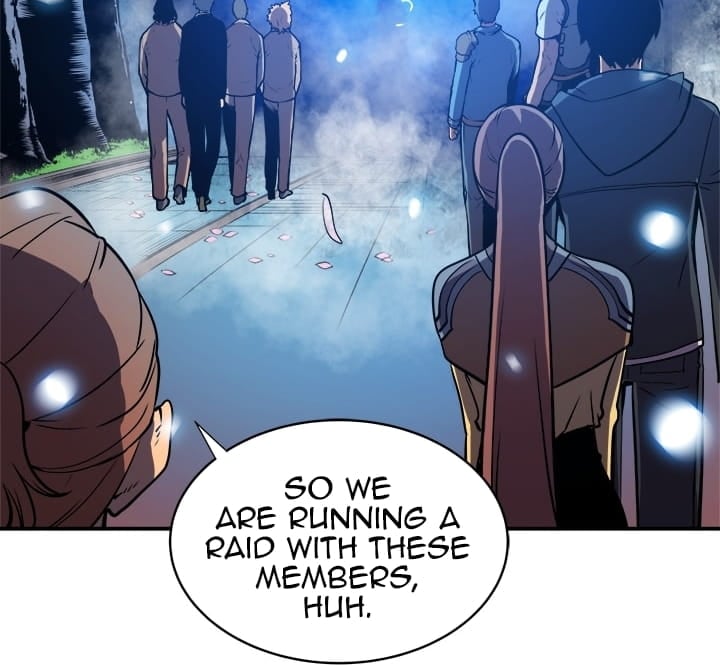 SO WE
ARE RUNNING A
RAID WITH THESE
MEMBERS,
HUH.